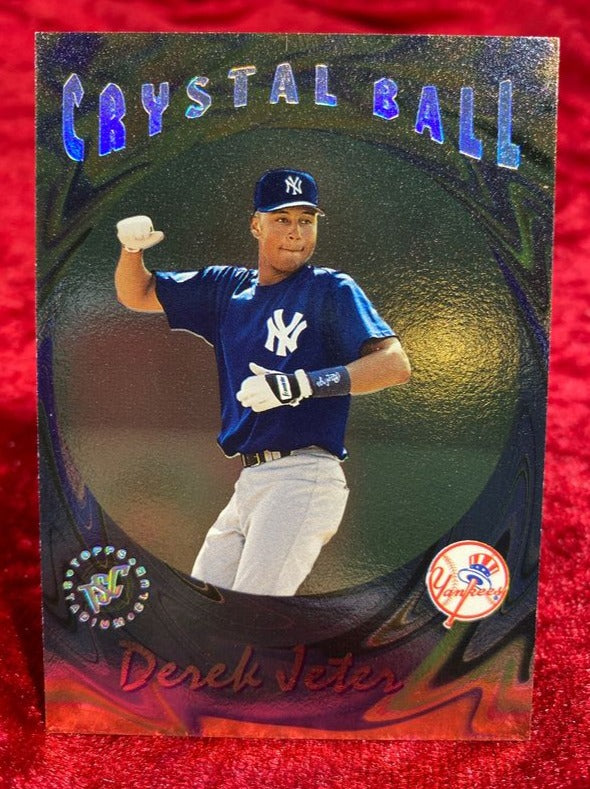 CRYSTAL BALL
NY
NY
TOPPS
TSC
STADIUM CLUB
Yankees
Derek Jeter